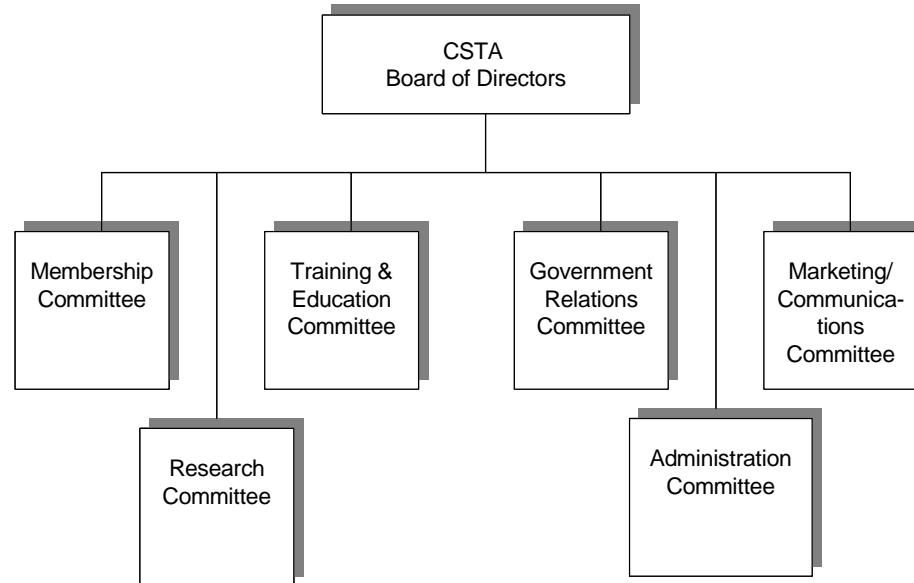 CSTA
Board of Directors
Membership
Committee
Training &
Education
Committee
Government
Relations
Committee
Marketing/
Communica-
tions
Committee
Research
Committee
Administration
Committee